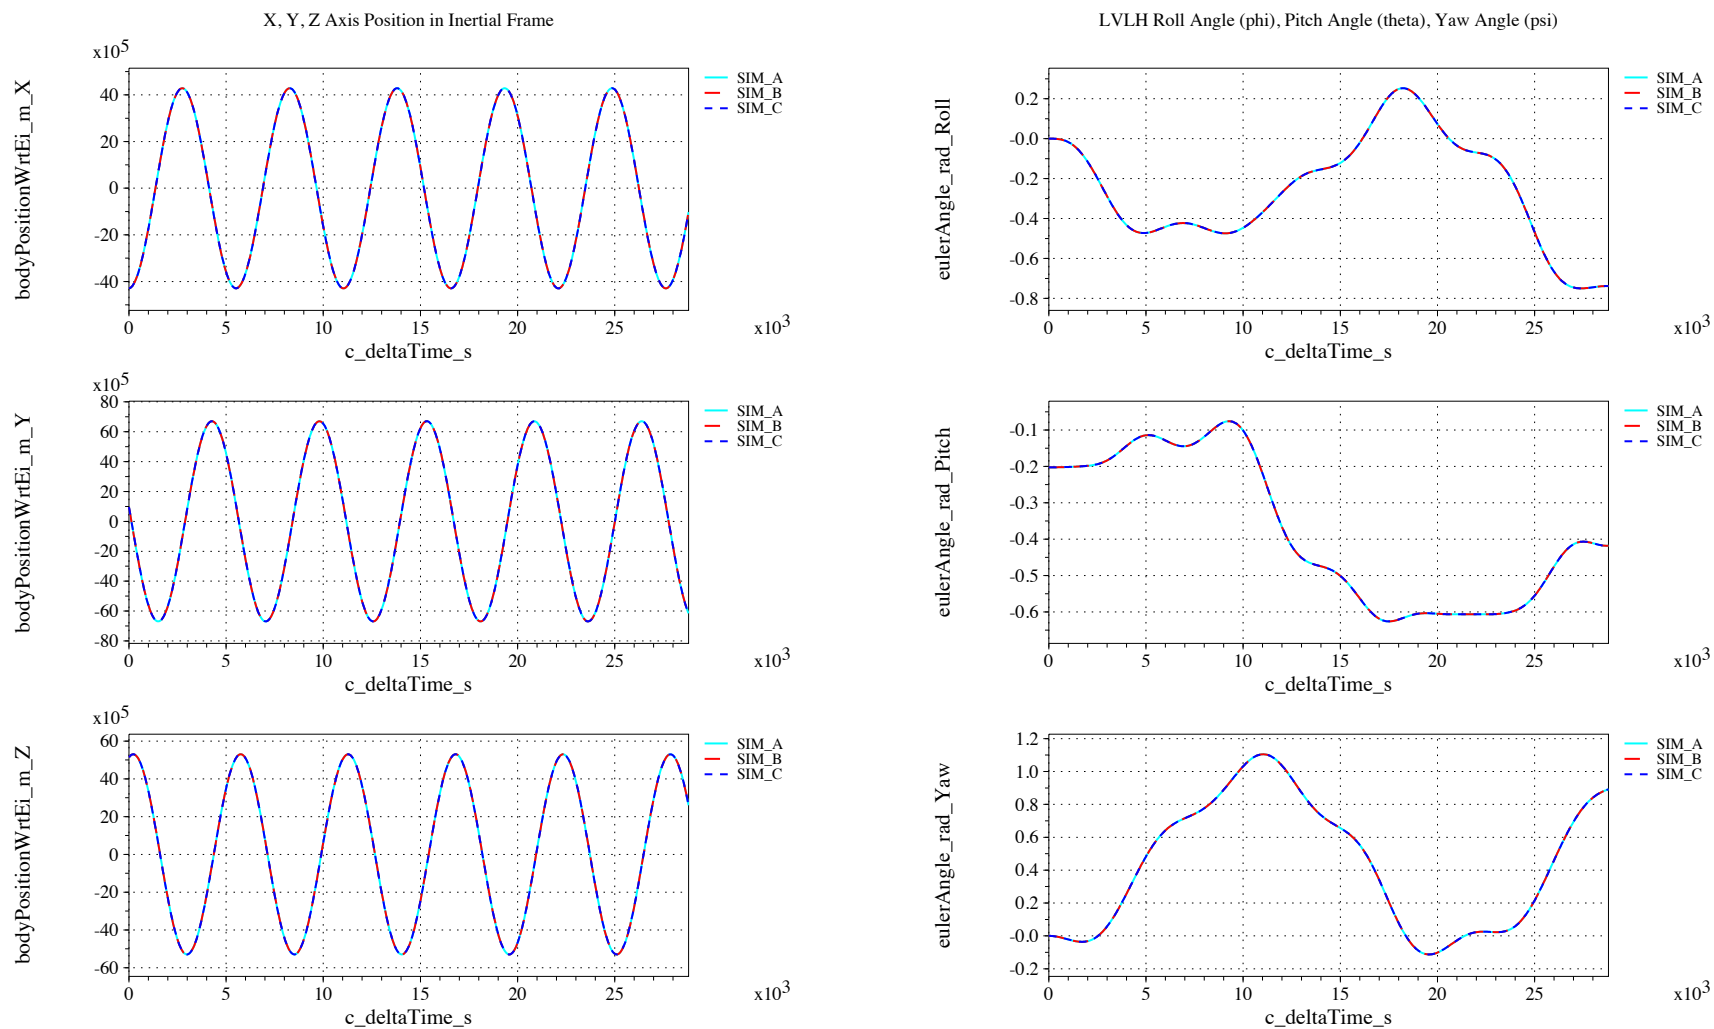 X, Y, Z Axis Position in Inertial Frame
x10^5
bodyPositionWrtEi_m_X
40
20
0
-20
-40
0 5 10 15 20 25
x10^3
c_deltaTime_s
SIM_A
SIM_B
SIM_C
x10^5
bodyPositionWrtEi_m_Y
80
60
40
20
0
-20
-40
-60
-80
0 5 10 15 20 25
x10^3
c_deltaTime_s
SIM_A
SIM_B
SIM_C
x10^5
bodyPositionWrtEi_m_Z
60
40
20
0
-20
-40
-60
0 5 10 15 20 25
x10^3
c_deltaTime_s
SIM_A
SIM_B
SIM_C
LVLH Roll Angle (phi), Pitch Angle (theta), Yaw Angle (psi)
eulerAngle_rad_Roll
0.2
-0.0
-0.2
-0.4
-0.6
-0.8
0 5 10 15 20 25
x10^3
c_deltaTime_s
SIM_A
SIM_B
SIM_C
eulerAngle_rad_Pitch
-0.1
-0.2
-0.3
-0.4
-0.5
-0.6
0 5 10 15 20 25
x10^3
c_deltaTime_s
SIM_A
SIM_B
SIM_C
eulerAngle_rad_Yaw
1.2
1.0
0.8
0.6
0.4
0.2
-0.0
-0.2
0 5 10 15 20 25
x10^3
c_deltaTime_s
SIM_A
SIM_B
SIM_C